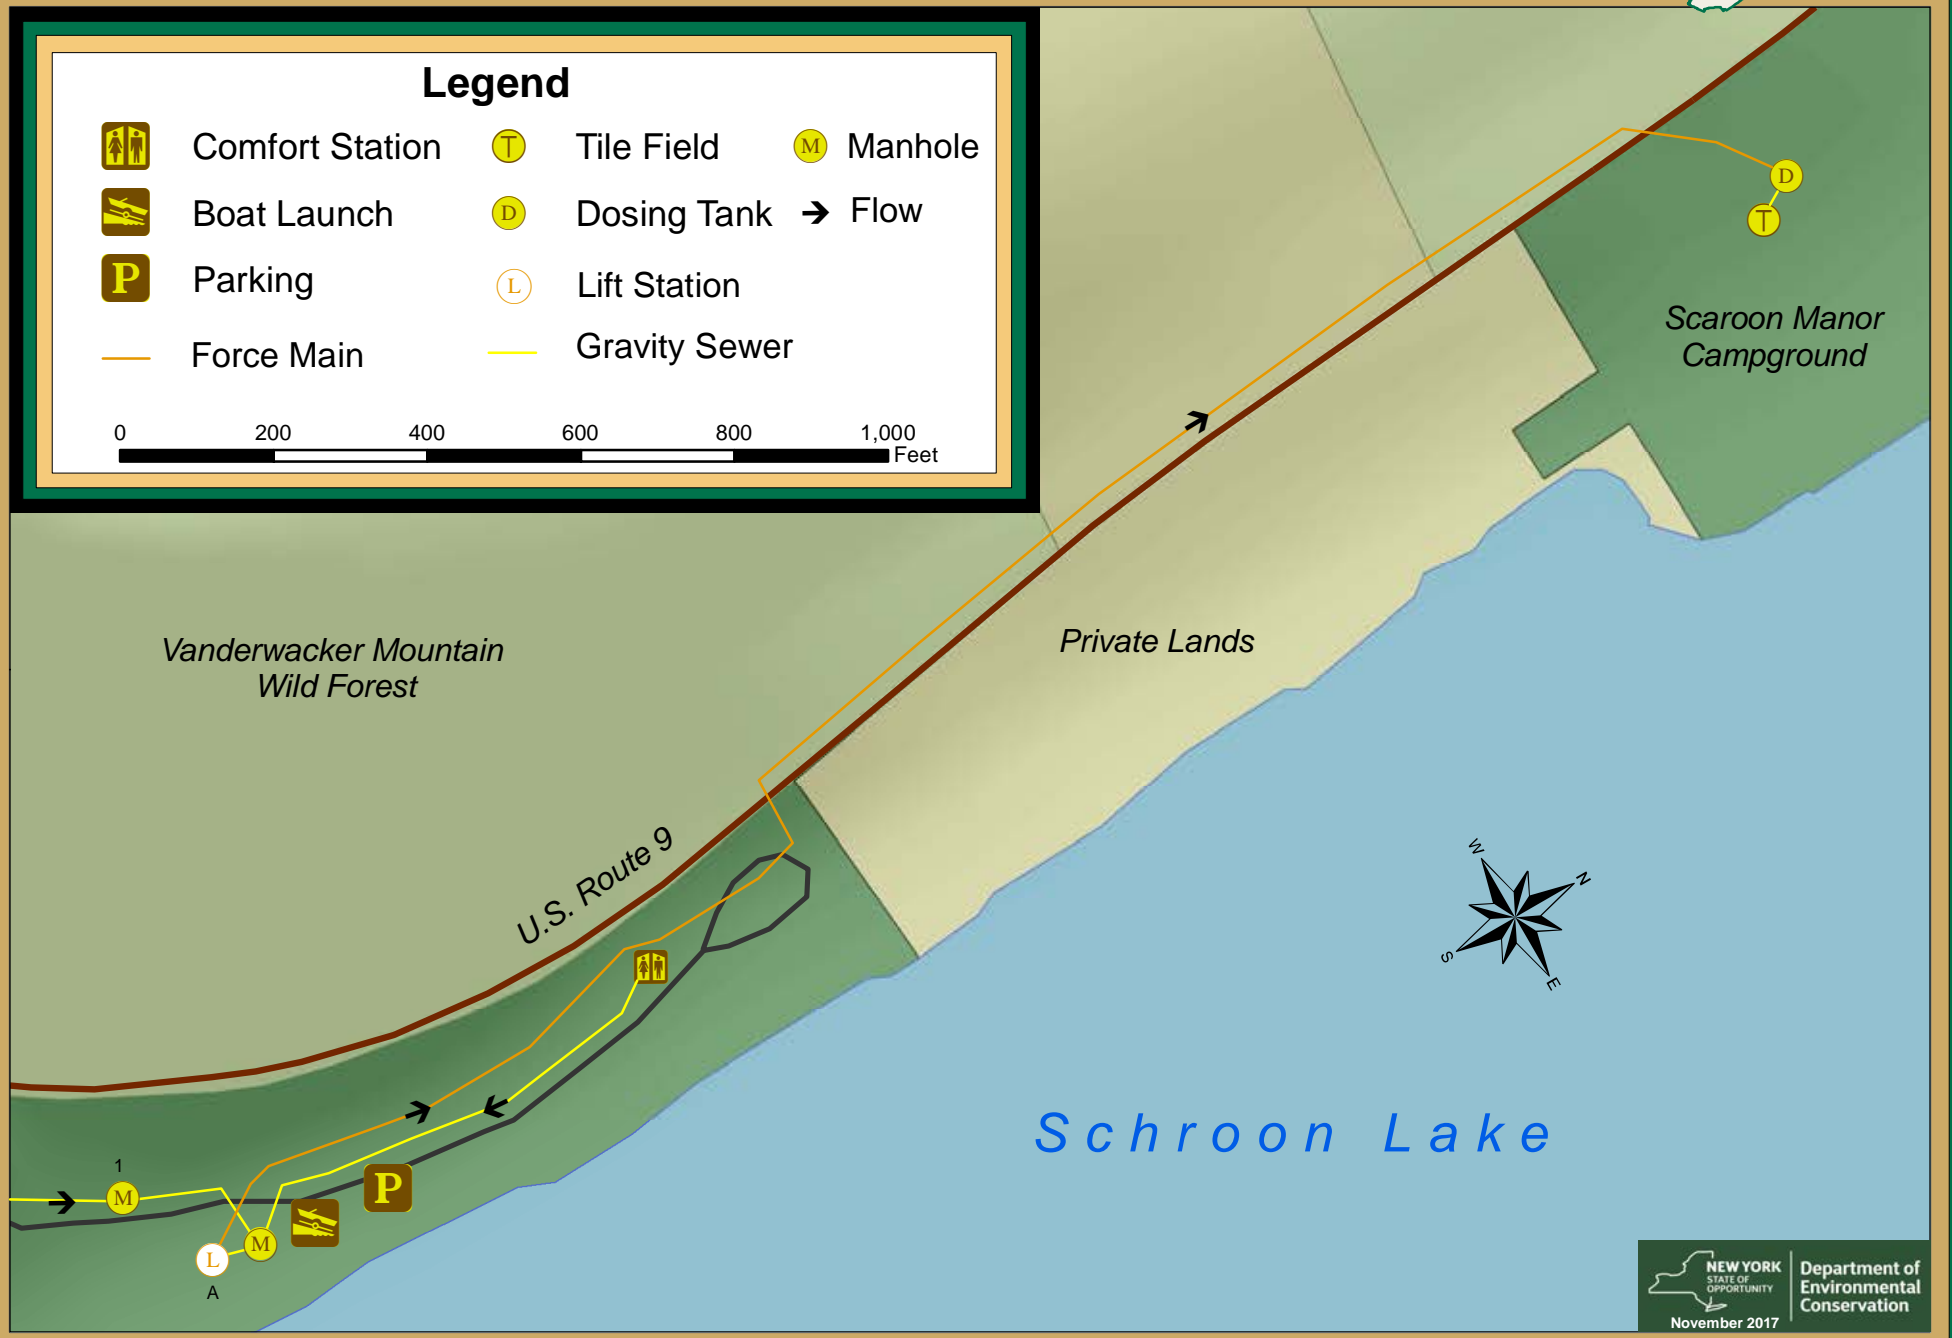 Legend
Comfort Station
T
Tile Field
M
Manhole
Boat Launch
D
Dosing Tank
Flow
P
Parking
L
Lift Station
Force Main
Gravity Sewer
0
200
400
600
800
1,000
Feet
D
T
Scaroon Manor
Campground
Vanderwacker Mountain
Wild Forest
Private Lands
U.S. Route 9
W
N
S
E
Schroon Lake
1
M
P
M
L
A
NEW YORK
STATE OF
OPPORTUNITY
Department of
Environmental
Conservation
November 2017